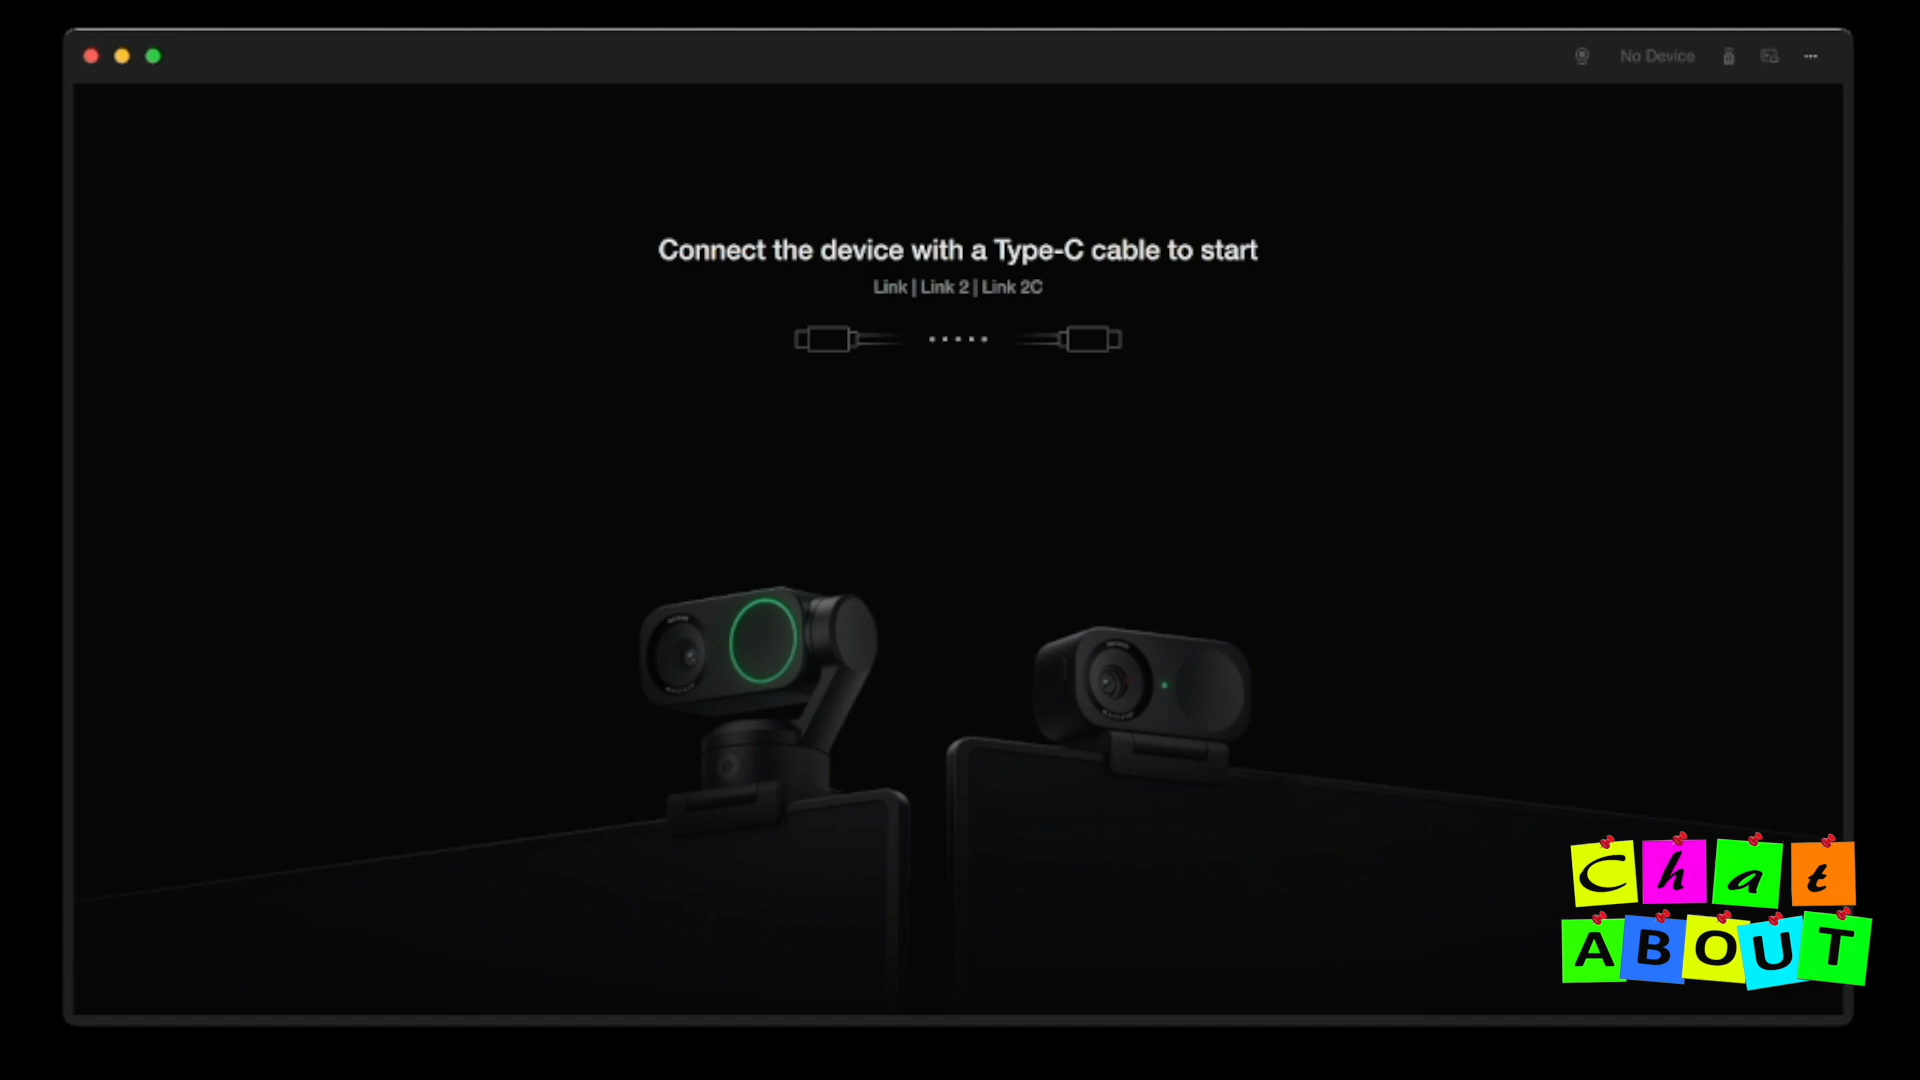 No Device
Connect the device with a Type-C cable to start
Link | Link 2 | Link 2C
Chat
ABOUT